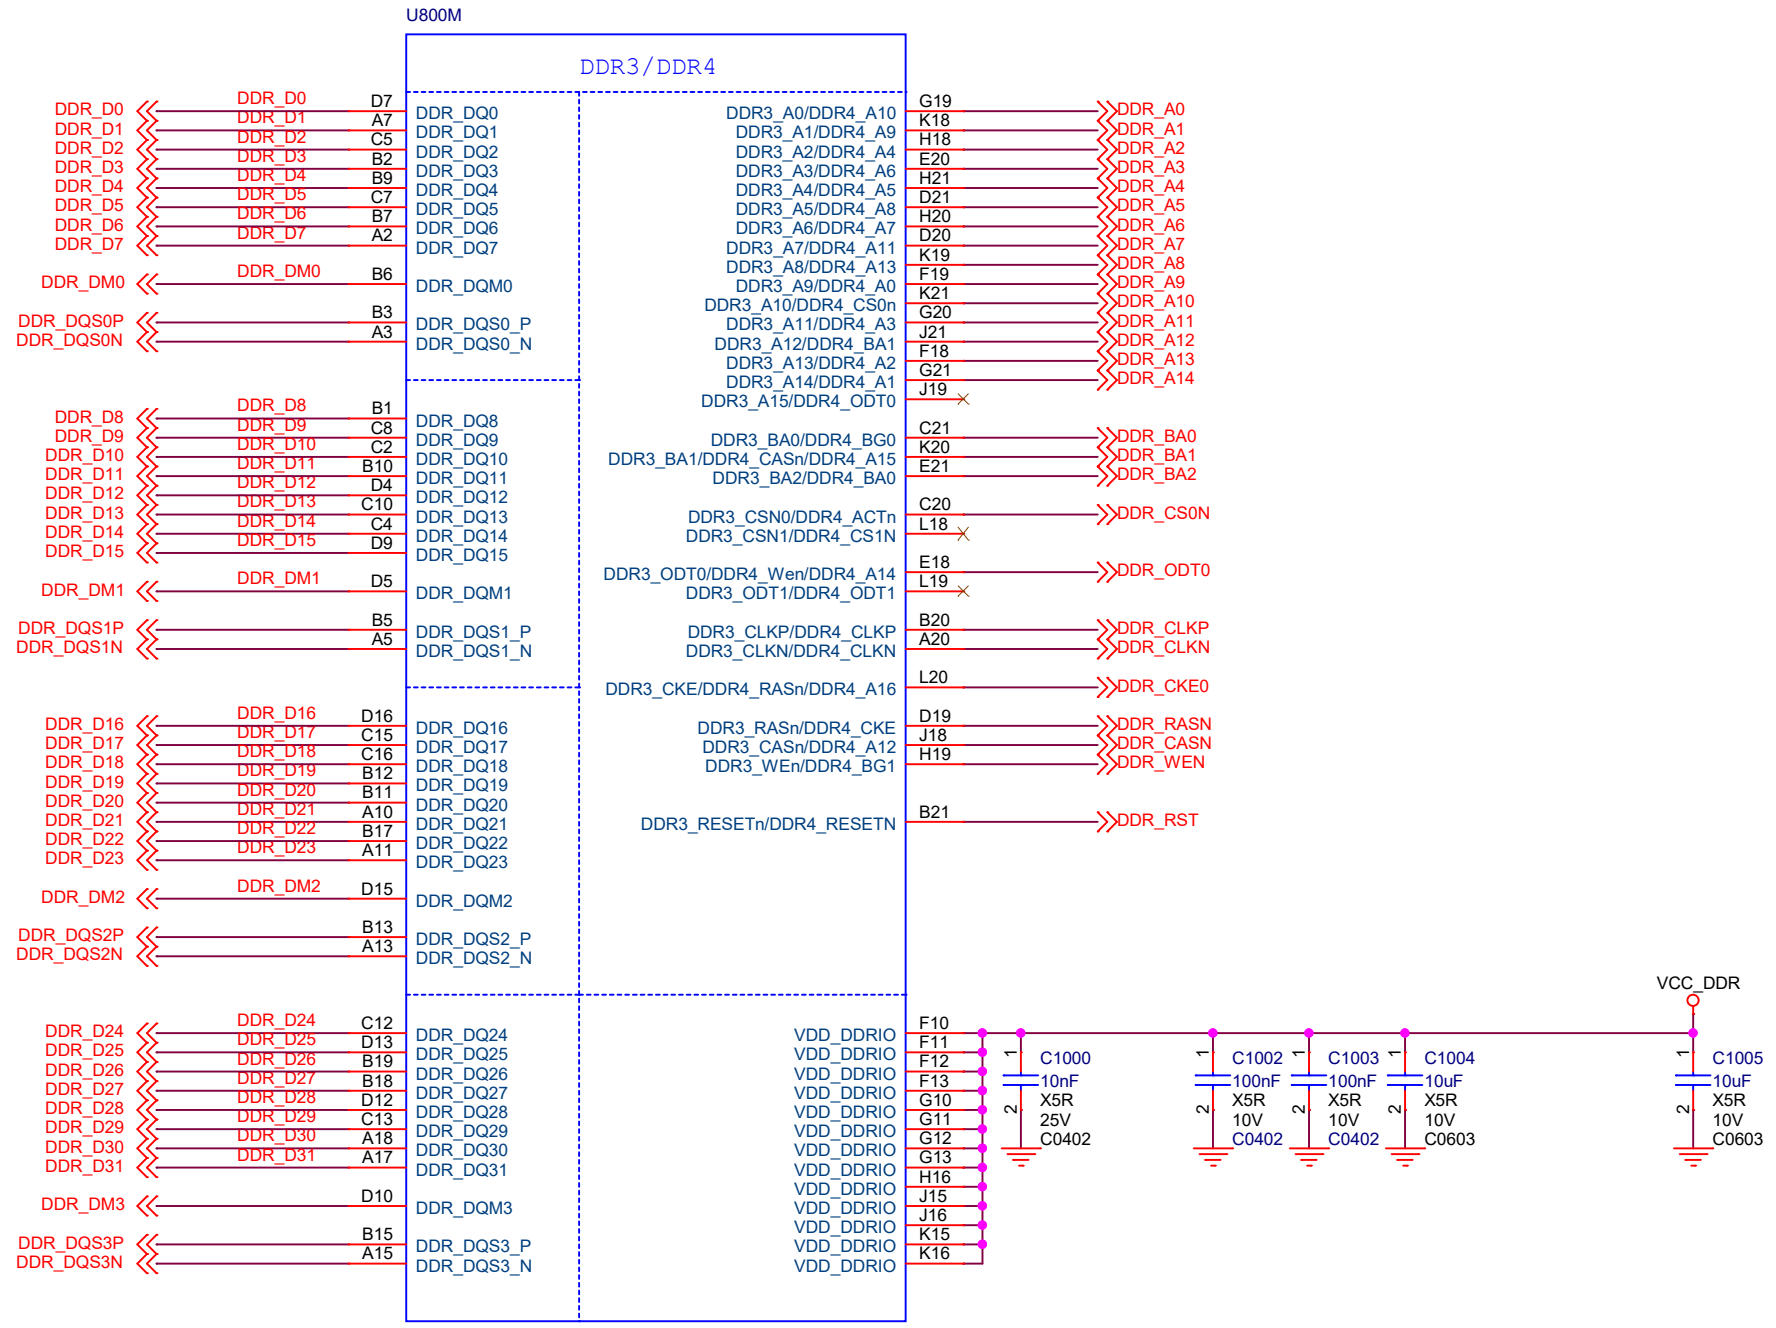 U800M
DDR3/DDR4
DDR_D0 DDR_D0 D7 DDR_DQ0 DDR3_A0/DDR4_A10 G19 DDR_A0
DDR_D1 DDR_D1 A7 DDR_DQ1 DDR3_A1/DDR4_A9 K18 DDR_A1
DDR_D2 DDR_D2 C5 DDR_DQ2 DDR3_A2/DDR4_A4 H18 DDR_A2
DDR_D3 DDR_D3 B2 DDR_DQ3 DDR3_A3/DDR4_A6 E20 DDR_A3
DDR_D4 DDR_D4 B9 DDR_DQ4 DDR3_A4/DDR4_A5 H21 DDR_A4
DDR_D5 DDR_D5 C7 DDR_DQ5 DDR3_A5/DDR4_A8 D21 DDR_A5
DDR_D6 DDR_D6 B7 DDR_DQ6 DDR3_A6/DDR4_A7 H20 DDR_A6
DDR_D7 DDR_D7 A2 DDR_DQ7 DDR3_A7/DDR4_A11 D20 DDR_A7
DDR3_A8/DDR4_A13 K19 DDR_A8
DDR_DM0 DDR_DM0 B6 DDR_DQM0 DDR3_A9/DDR4_A0 F19 DDR_A9
DDR3_A10/DDR4_CS0n K21 DDR_A10
DDR_DQS0P B3 DDR_DQS0_P DDR3_A11/DDR4_A3 G20 DDR_A11
DDR_DQS0N A3 DDR_DQS0_N DDR3_A12/DDR4_BA1 J21 DDR_A12
DDR3_A13/DDR4_A2 F18 DDR_A13
DDR3_A14/DDR4_A1 G21 DDR_A14
DDR3_A15/DDR4_ODT0 J19
DDR_D8 DDR_D8 B1 DDR_DQ8
DDR_D9 DDR_D9 C8 DDR_DQ9 DDR3_BA0/DDR4_BG0 C21 DDR_BA0
DDR_D10 DDR_D10 C2 DDR_DQ10 DDR3_BA1/DDR4_CASn/DDR4_A15 K20 DDR_BA1
DDR_D11 DDR_D11 B10 DDR_DQ11 DDR3_BA2/DDR4_BA0 E21 DDR_BA2
DDR_D12 DDR_D12 D4 DDR_DQ12
DDR_D13 DDR_D13 C10 DDR_DQ13 DDR3_CSN0/DDR4_ACTn C20 DDR_CS0N
DDR_D14 DDR_D14 C4 DDR_DQ14 DDR3_CSN1/DDR4_CS1N L18
DDR_D15 DDR_D15 D9 DDR_DQ15
DDR3_ODT0/DDR4_Wen/DDR4_A14 E18 DDR_ODT0
DDR_DM1 DDR_DM1 D5 DDR_DQM1 DDR3_ODT1/DDR4_ODT1 L19
DDR_DQS1P B5 DDR_DQS1_P DDR3_CLKP/DDR4_CLKP B20 DDR_CLKP
DDR_DQS1N A5 DDR_DQS1_N DDR3_CLKN/DDR4_CLKN A20 DDR_CLKN
DDR3_CKE/DDR4_RASn/DDR4_A16 L20 DDR_CKE0
DDR_D16 DDR_D16 D16 DDR_DQ16 DDR3_RASn/DDR4_CKE D19 DDR_RASN
DDR_D17 DDR_D17 C15 DDR_DQ17 DDR3_CASn/DDR4_A12 J18 DDR_CASN
DDR_D18 DDR_D18 C16 DDR_DQ18 DDR3_WEn/DDR4_BG1 H19 DDR_WEN
DDR_D19 DDR_D19 B12 DDR_DQ19
DDR_D20 DDR_D20 B11 DDR_DQ20
DDR_D21 DDR_D21 A10 DDR_DQ21 DDR3_RESETn/DDR4_RESETN B21 DDR_RST
DDR_D22 DDR_D22 B17 DDR_DQ22
DDR_D23 DDR_D23 A11 DDR_DQ23
DDR_DM2 DDR_DM2 D15 DDR_DQM2
DDR_DQS2P B13 DDR_DQS2_P
DDR_DQS2N A13 DDR_DQS2_N
VCC_DDR
DDR_D24 DDR_D24 C12 DDR_DQ24 VDD_DDRIO F10
DDR_D25 DDR_D25 D13 DDR_DQ25 VDD_DDRIO F11
DDR_D26 DDR_D26 B19 DDR_DQ26 VDD_DDRIO F12
DDR_D27 DDR_D27 B18 DDR_DQ27 VDD_DDRIO F13
DDR_D28 DDR_D28 D12 DDR_DQ28 VDD_DDRIO G10
DDR_D29 DDR_D29 C13 DDR_DQ29 VDD_DDRIO G11
DDR_D30 DDR_D30 A18 DDR_DQ30 VDD_DDRIO G12
DDR_D31 DDR_D31 A17 DDR_DQ31 VDD_DDRIO G13
VDD_DDRIO H16
DDR_DM3 D10 DDR_DQM3 VDD_DDRIO J15
VDD_DDRIO J16
DDR_DQS3P B15 DDR_DQS3_P VDD_DDRIO K15
DDR_DQS3N A15 DDR_DQS3_N VDD_DDRIO K16
1 C1000 1 C1002 1 C1003 1 C1004 1 C1005
10nF 100nF 100nF 10uF 10uF
2 X5R 2 X5R 2 X5R 2 X5R 2 X5R
25V 10V 10V 10V 10V
C0402 C0402 C0402 C0603 C0603